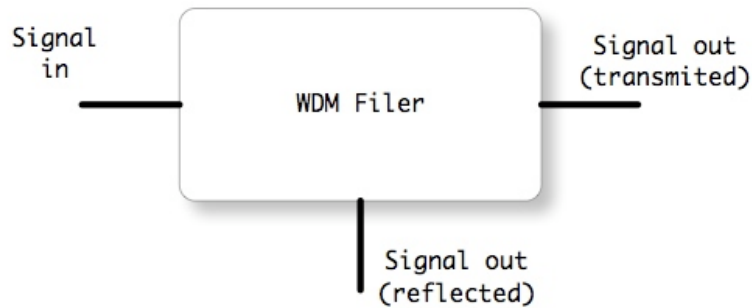 Signal
in
WDM Filer
Signal out
(transmited)
Signal out
(reflected)